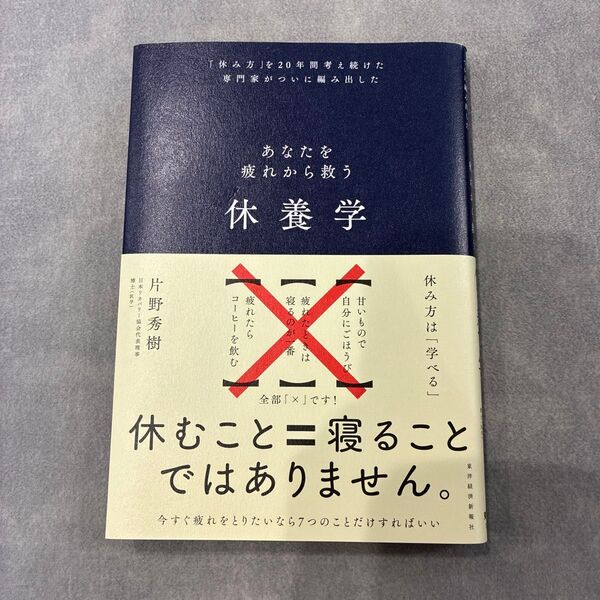 「休み方」を20年間考え続けた
専門家がついに編み出した
あなたを
疲れから救う
休養学
休み方は「学べる」
甘いもので
自分にごほうび
疲れたときは
寝るのが一番
疲れたら
コーヒーを飲む
片野秀樹
日本リカバリー協会代表理事
博士（医学）
全部「×」です！
休むこと＝寝ること
ではありません。
今すぐ疲れをとりたいなら7つのことだけすればいい
東洋経済新報社